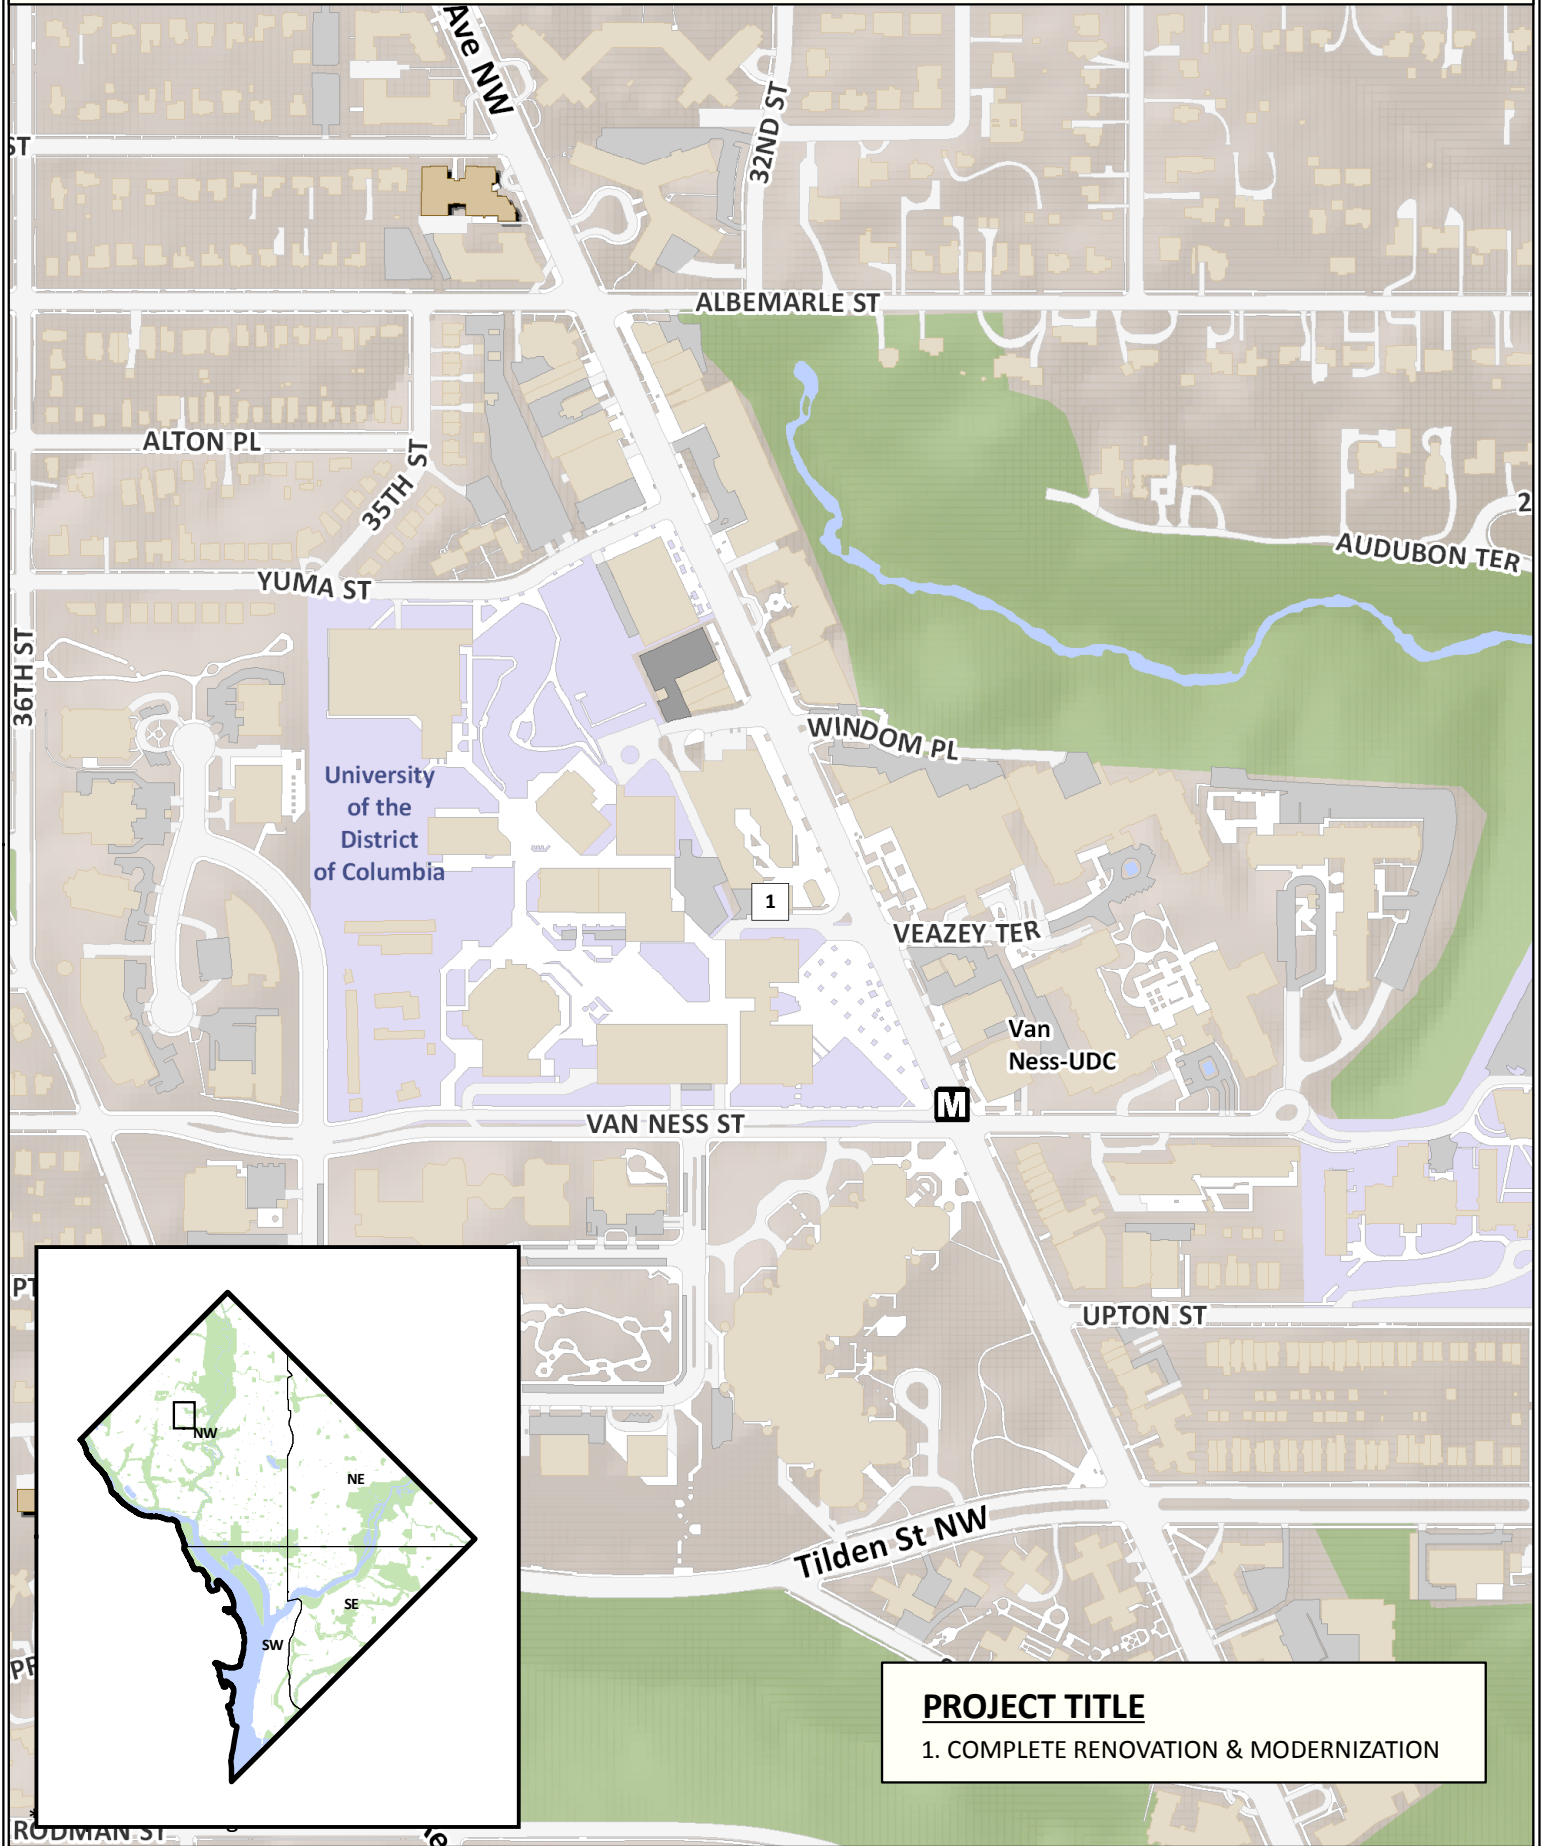 Ave NW
ST
32ND ST
ALBEMARLE ST
ALTON PL
35TH ST
2
AUDUBON TER
YUMA ST
36TH ST
WINDOM PL
University
of the
District
of Columbia
1
VEAZEY TER
Van
Ness-UDC
M
VAN NESS ST
UPTON ST
NW
NE
SE
SW
Tilden St NW
PROJECT TITLE
1. COMPLETE RENOVATION & MODERNIZATION
RODMAN ST